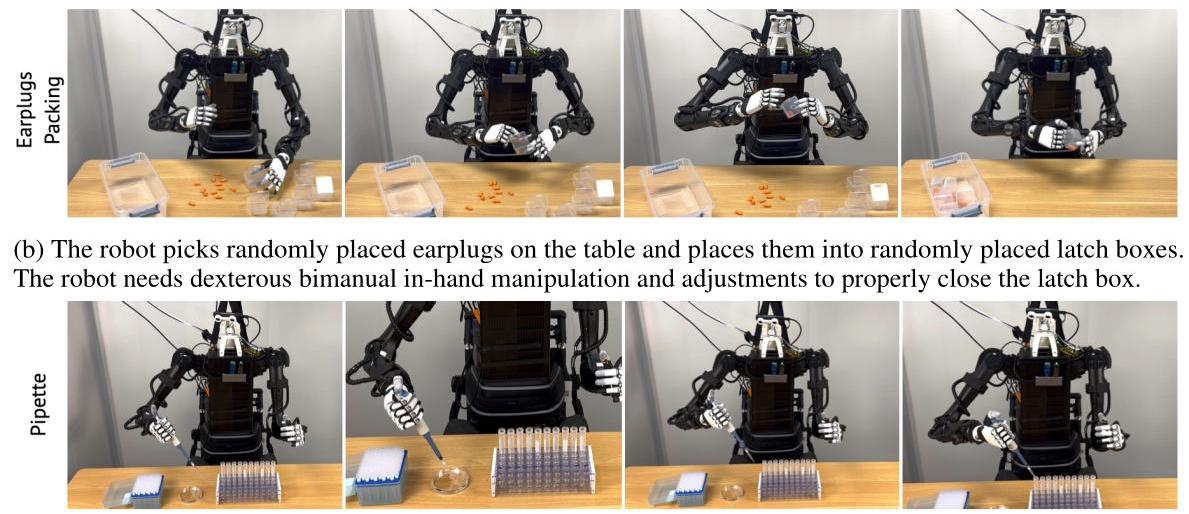 Earplugs
Packing
(b) The robot picks randomly placed earplugs on the table and places them into randomly placed latch boxes.
The robot needs dexterous bimanual in-hand manipulation and adjustments to properly close the latch box.
Pipette